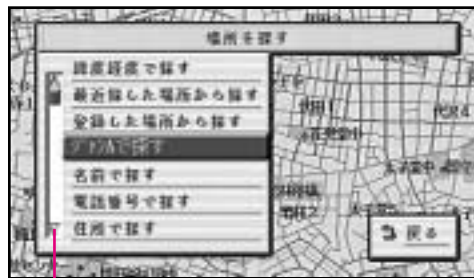 場所を探す
緯度経度で探す
最近探した場所から探す
登録した場所から探す
ジャンルで探す
名前で探す
電話番号で探す
住所で探す
戻る